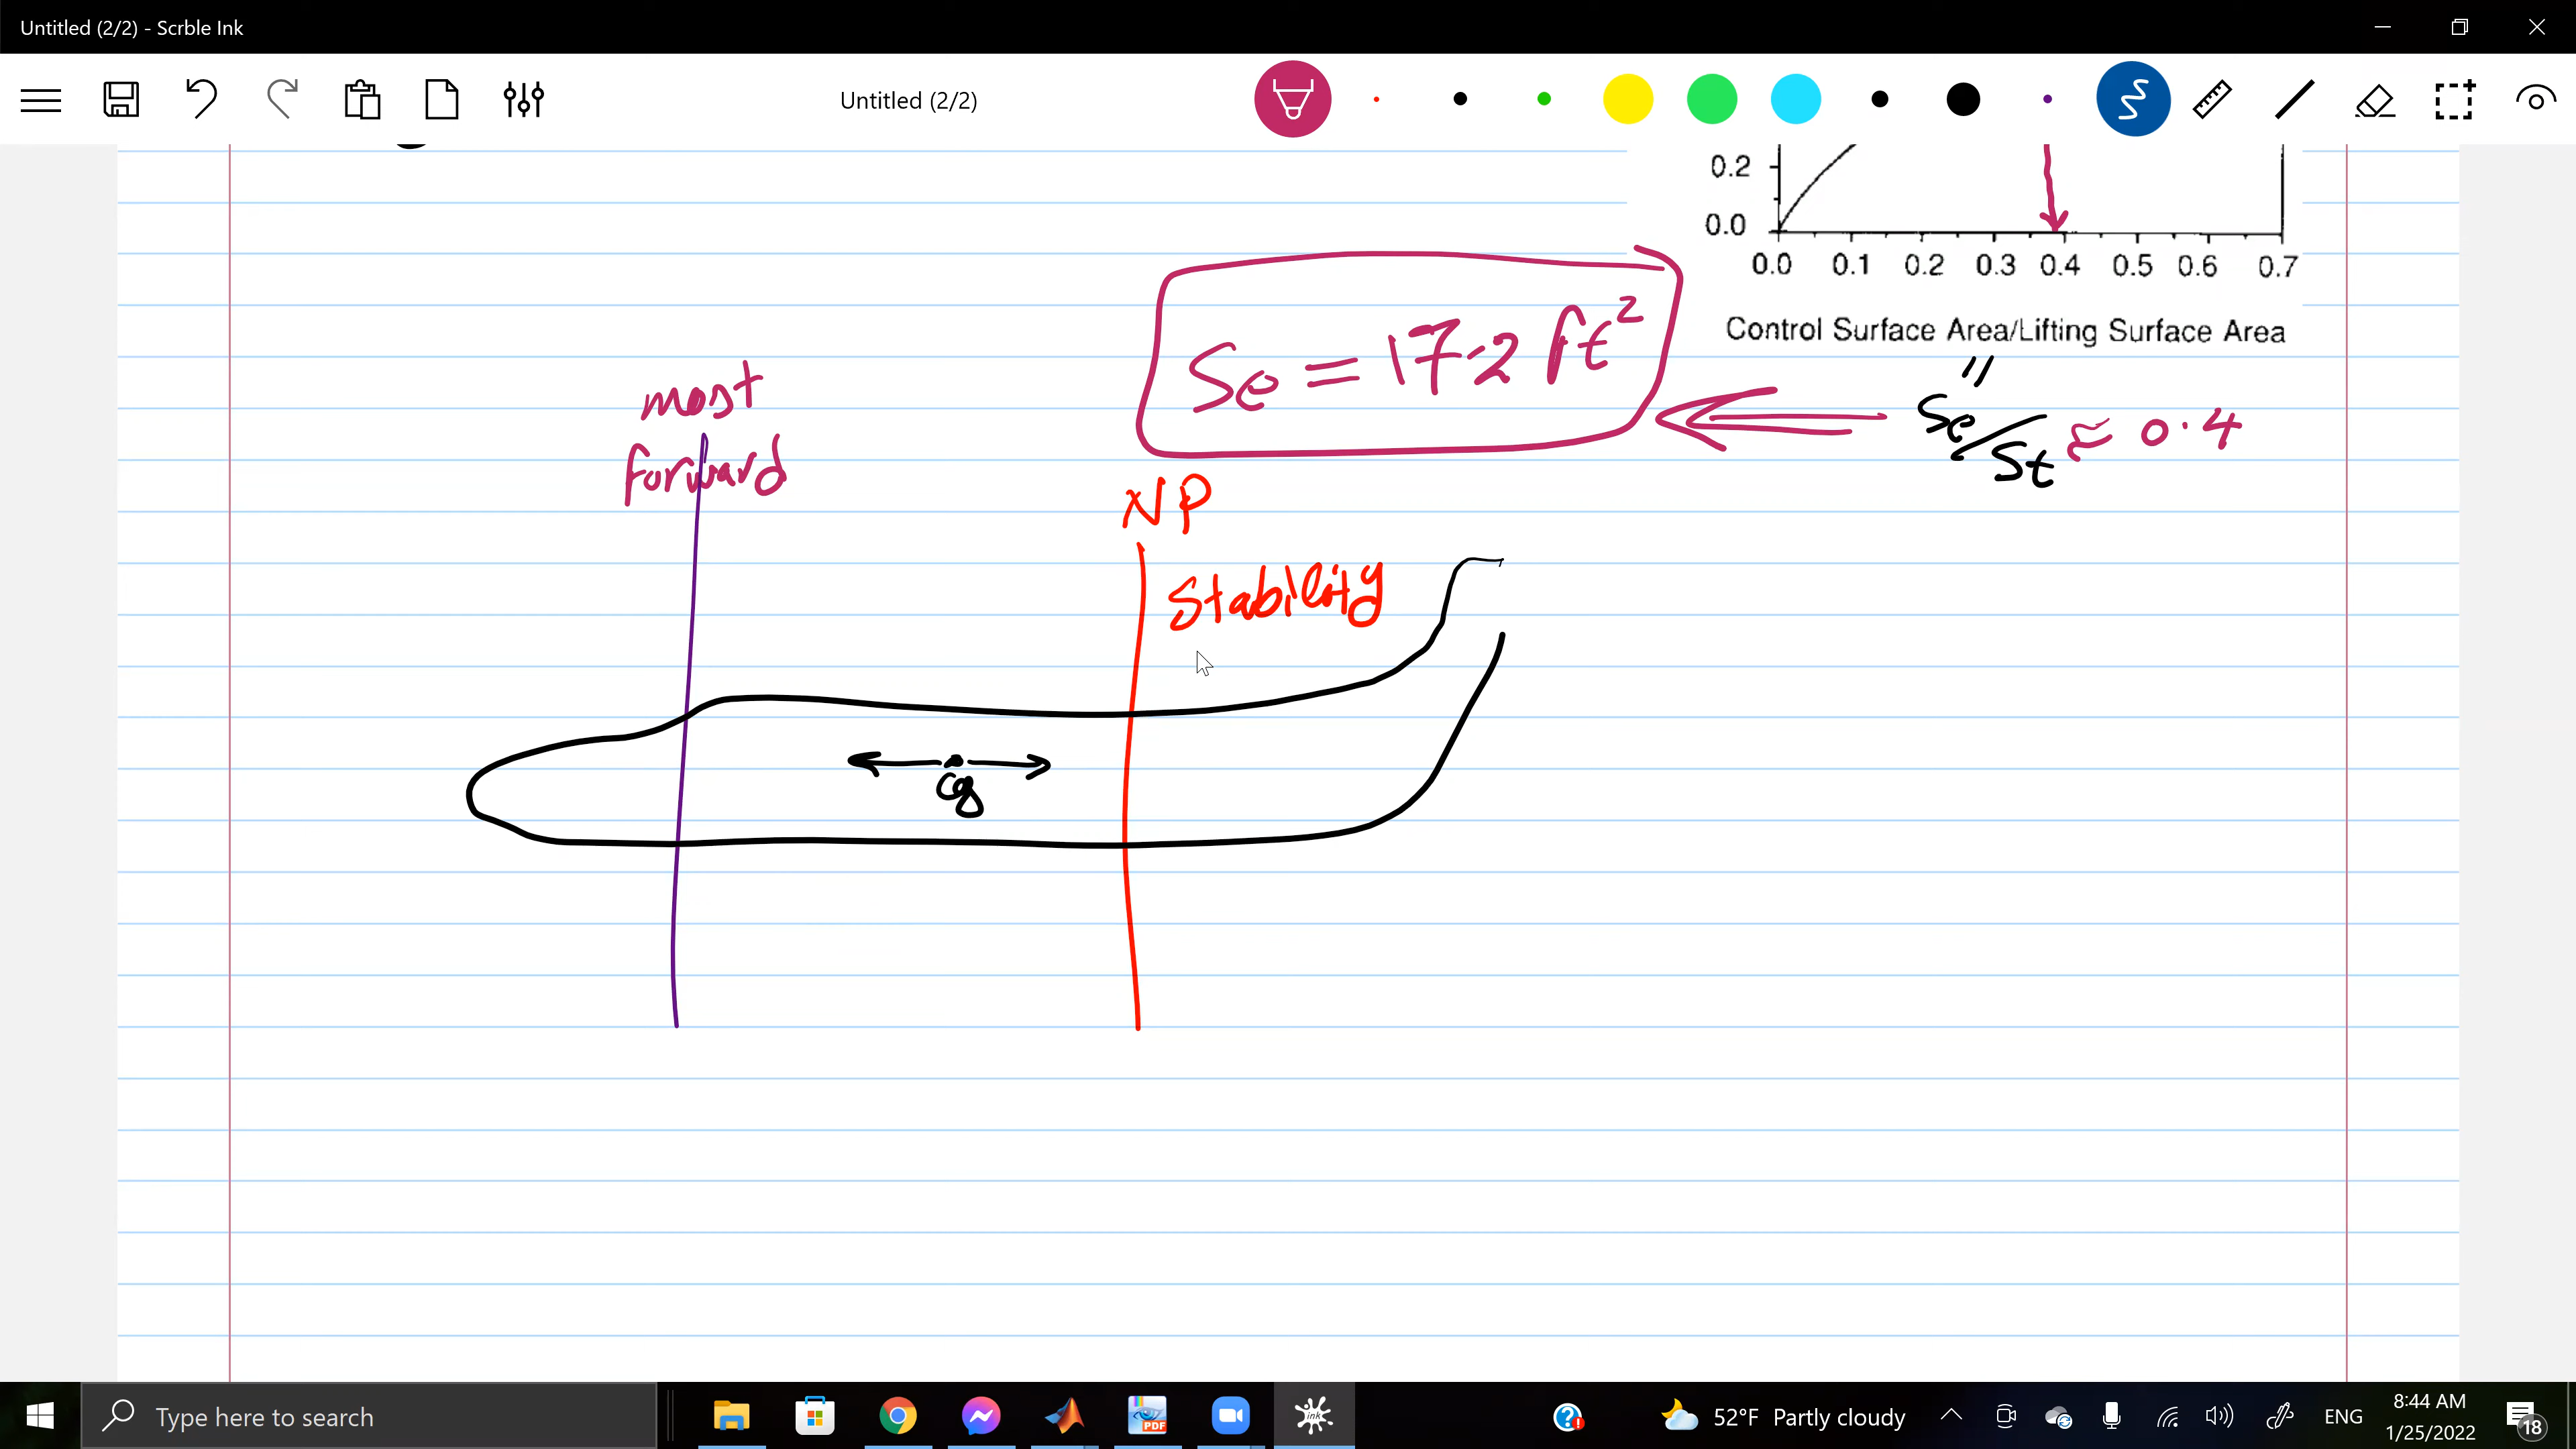 Untitled (2/2) - Scrble Ink
Untitled (2/2)
0.2
0.0
0.0 0.1 0.2 0.3 0.4 0.5 0.6 0.7
Control Surface Area/Lifting Surface Area
"
Se = 17.2 ft²
Se/St ≈ 0.4
most
forward
NP
Stability
cg
Type here to search
PDF
ink
52°F Partly cloudy
ENG
8:44 AM
1/25/2022
18